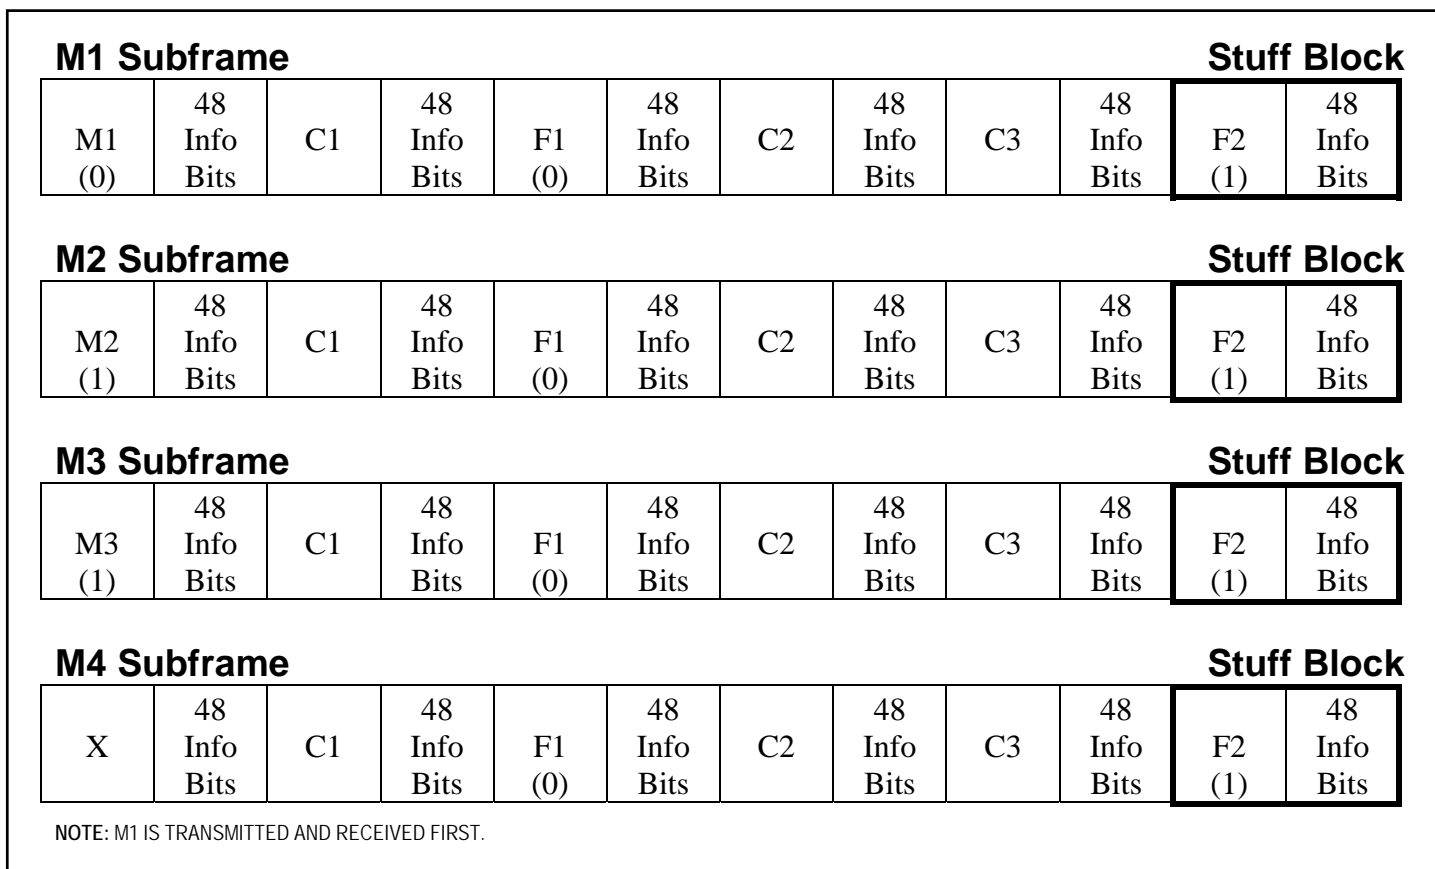 M1 Subframe Stuff Block
48 48 48 48 48 48
M1 Info C1 Info F1 Info C2 Info C3 Info F2 Info
(0) Bits Bits (0) Bits Bits Bits (1) Bits
M2 Subframe Stuff Block
48 48 48 48 48 48
M2 Info C1 Info F1 Info C2 Info C3 Info F2 Info
(1) Bits Bits (0) Bits Bits Bits (1) Bits
M3 Subframe Stuff Block
48 48 48 48 48 48
M3 Info C1 Info F1 Info C2 Info C3 Info F2 Info
(1) Bits Bits (0) Bits Bits Bits (1) Bits
M4 Subframe Stuff Block
48 48 48 48 48 48
X Info C1 Info F1 Info C2 Info C3 Info F2 Info
Bits Bits (0) Bits Bits Bits (1) Bits
NOTE: M1 IS TRANSMITTED AND RECEIVED FIRST.